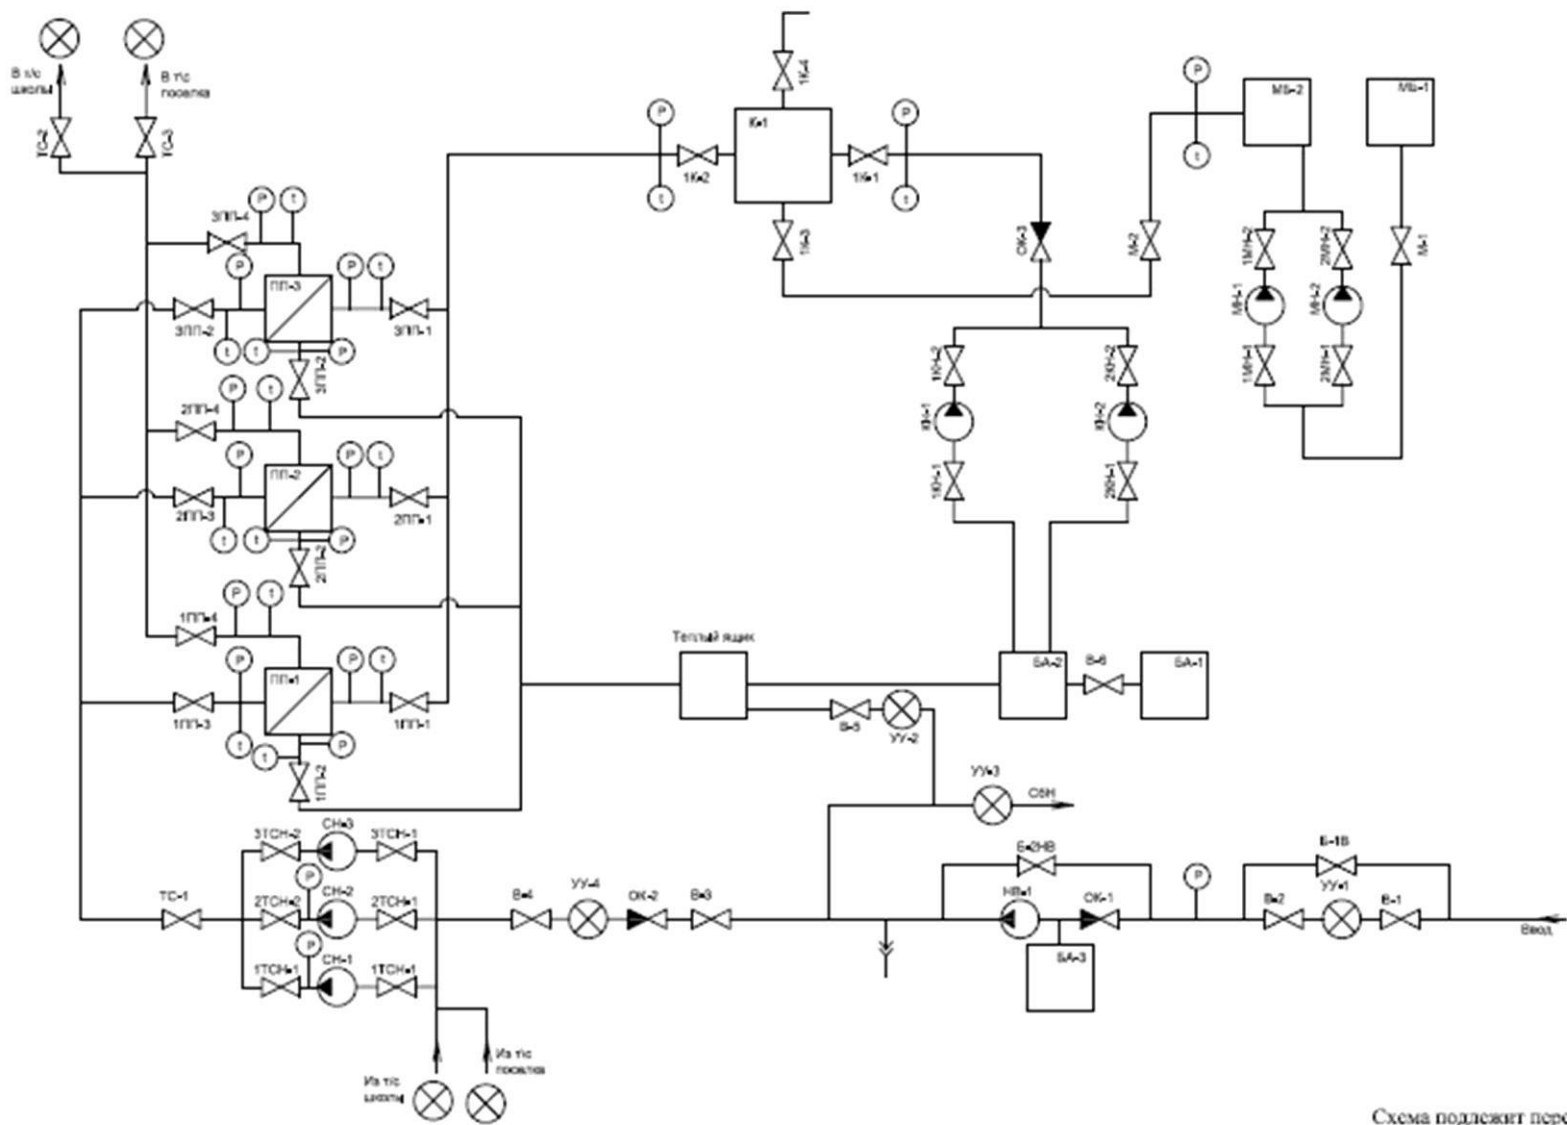 В т/с
школы
В т/с
поселка
ТС-2
ТС-3
P
1К-4
МБ-2
МБ-1
P
К-1
P
t
1К-2
1К-1
t
t
P
t
3ПП-4
1К-3
ОК-3
М-2
1МН-2
2МН-2
М-1
P
P
t
ПП-3
МН-1
МН-2
3ПП-2
3ПП-1
t
t
P
3ПП-2
1КН-2
2КН-2
1МН-1
2МН-1
P
t
2ПП-4
КН-1
КН-2
P
P
t
ПП-2
1КН-1
2КН-1
2ПП-3
2ПП-1
t
t
P
2ПП-2
P
t
1ПП-4
Теплый ящик
P
P
t
ПП-1
БА-2
В-6
БА-1
1ПП-3
1ПП-1
В-5
УУ-2
t
t
P
1ПП-2
УУ-3
СбН
3ТСН-2
СН-3
3ТСН-1
Б-2НВ
Б-1В
P
P
ТС-1
2ТСН-2
СН-2
2ТСН-1
В-4
УУ-4
ОК-2
В-3
НВ-1
ОК-1
В-2
УУ-1
В-1
Ввод
P
1ТСН-1
СН-1
1ТСН-1
БА-3
Из т/с
школы
Из т/с
поселка
Схема подлежит